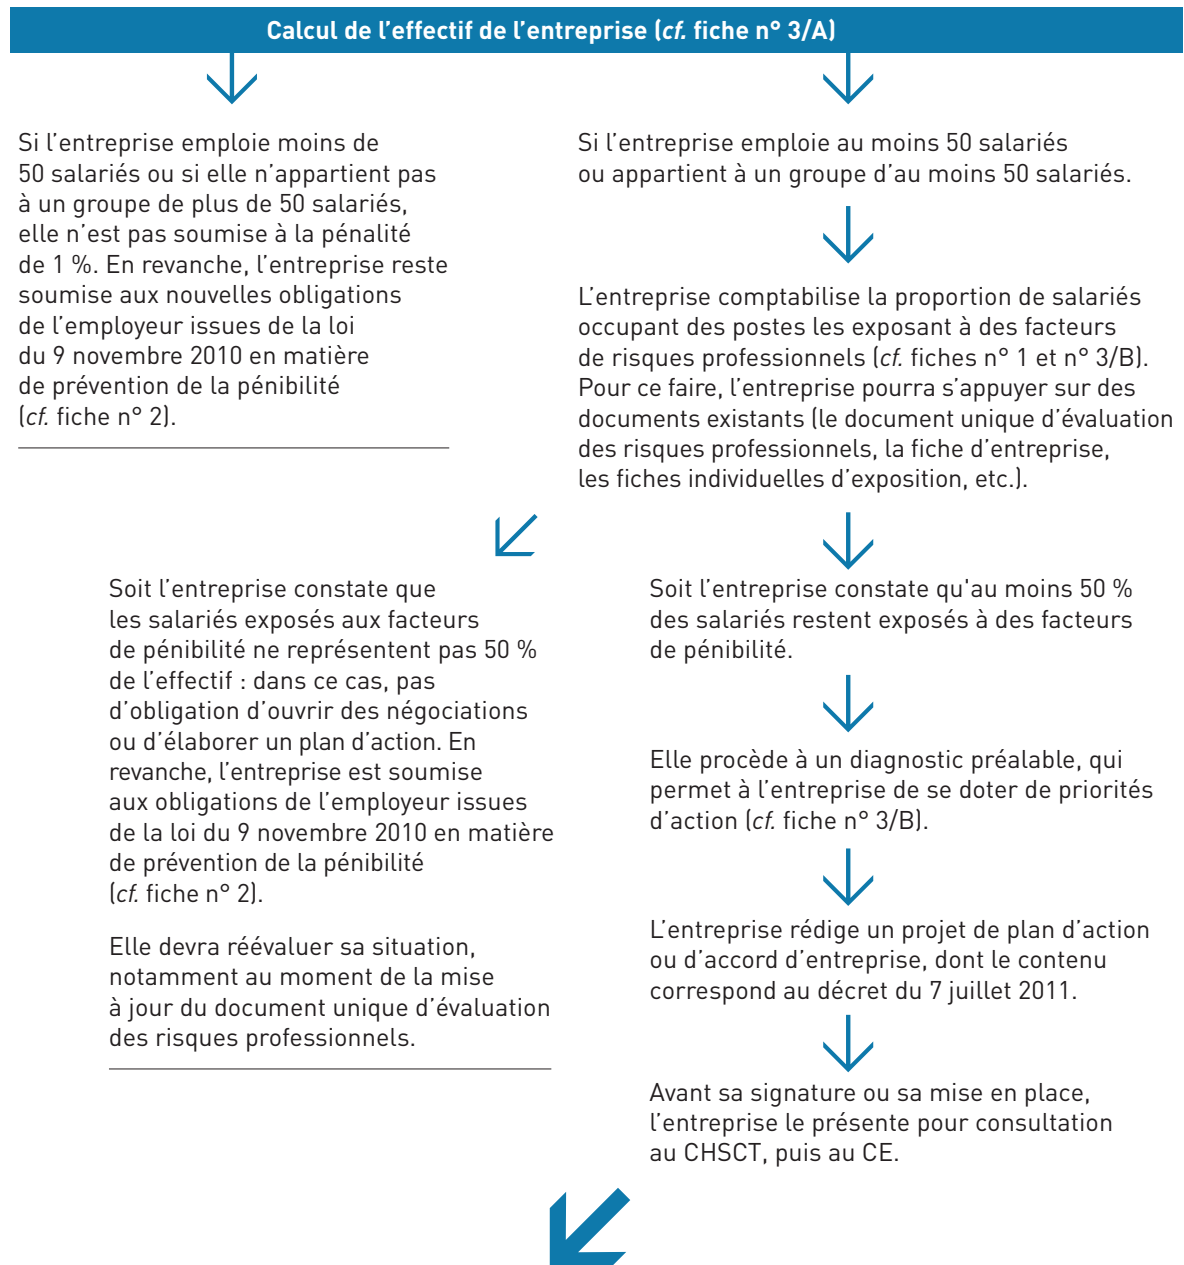 Calcul de l’effectif de l’entreprise (cf. fiche n° 3/A)
Si l’entreprise emploie moins de
50 salariés ou si elle n’appartient pas
à un groupe de plus de 50 salariés,
elle n’est pas soumise à la pénalité
de 1 %. En revanche, l’entreprise reste
soumise aux nouvelles obligations
de l’employeur issues de la loi
du 9 novembre 2010 en matière
de prévention de la pénibilité
(cf. fiche n° 2).
Si l’entreprise emploie au moins 50 salariés
ou appartient à un groupe d’au moins 50 salariés.
L’entreprise comptabilise la proportion de salariés
occupant des postes les exposant à des facteurs
de risques professionnels (cf. fiches n° 1 et n° 3/B).
Pour ce faire, l’entreprise pourra s’appuyer sur des
documents existants (le document unique d’évaluation
des risques professionnels, la fiche d’entreprise,
les fiches individuelles d’exposition, etc.).
Soit l’entreprise constate que
les salariés exposés aux facteurs
de pénibilité ne représentent pas 50 %
de l’effectif : dans ce cas, pas
d’obligation d’ouvrir des négociations
ou d’élaborer un plan d’action. En
revanche, l’entreprise est soumise
aux obligations de l’employeur issues
de la loi du 9 novembre 2010 en matière
de prévention de la pénibilité
(cf. fiche n° 2).
Elle devra réévaluer sa situation,
notamment au moment de la mise
à jour du document unique d’évaluation
des risques professionnels.
Soit l’entreprise constate qu'au moins 50 %
des salariés restent exposés à des facteurs
de pénibilité.
Elle procède à un diagnostic préalable, qui
permet à l’entreprise de se doter de priorités
d’action (cf. fiche n° 3/B).
L’entreprise rédige un projet de plan d’action
ou d’accord d’entreprise, dont le contenu
correspond au décret du 7 juillet 2011.
Avant sa signature ou sa mise en place,
l’entreprise le présente pour consultation
au CHSCT, puis au CE.